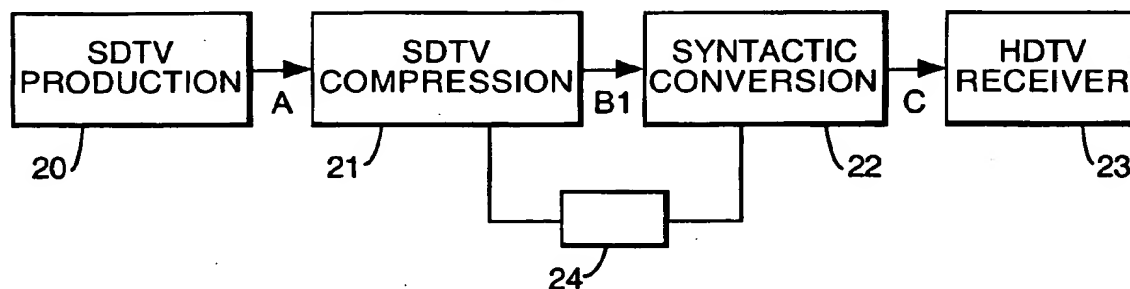 SDTV
PRODUCTION
A
SDTV
COMPRESSION
B1
SYNTACTIC
CONVERSION
C
HDTV
RECEIVER
20
21
22
23
24